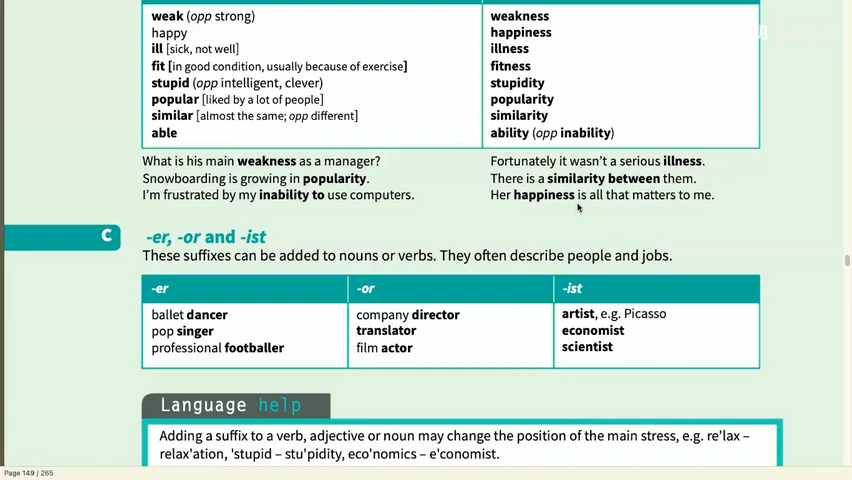 weak (opp strong)
weakness
happy
happiness
ill [sick, not well]
illness
fit [in good condition, usually because of exercise]
fitness
stupid (opp intelligent, clever)
stupidity
popular [liked by a lot of people]
popularity
similar [almost the same; opp different]
similarity
able
ability (opp inability)
What is his main weakness as a manager?
Fortunately it wasn't a serious illness.
Snowboarding is growing in popularity.
There is a similarity between them.
I'm frustrated by my inability to use computers.
Her happiness is all that matters to me.
C
-er, -or and -ist
These suffixes can be added to nouns or verbs. They often describe people and jobs.
-er
-or
-ist
ballet dancer
company director
artist, e.g. Picasso
pop singer
translator
economist
professional footballer
film actor
scientist
Language help
Adding a suffix to a verb, adjective or noun may change the position of the main stress, e.g. re'lax –
relax'ation, 'stupid – stu'pidity, eco'nomics – e'conomist.
Page 149 / 265